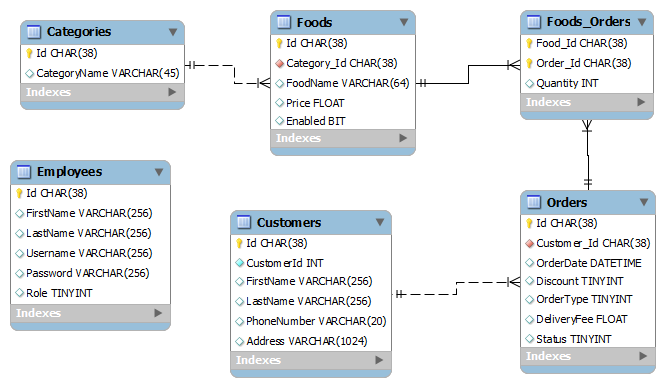 Categories
Id CHAR(38)
CategoryName VARCHAR(45)
Indexes
Foods
Id CHAR(38)
Category_Id CHAR(38)
FoodName VARCHAR(64)
Price FLOAT
Enabled BIT
Indexes
Foods_Orders
Food_Id CHAR(38)
Order_Id CHAR(38)
Quantity INT
Indexes
Employees
Id CHAR(38)
FirstName VARCHAR(256)
LastName VARCHAR(256)
Username VARCHAR(256)
Password VARCHAR(256)
Role TINYINT
Indexes
Customers
Id CHAR(38)
CustomerId INT
FirstName VARCHAR(256)
LastName VARCHAR(256)
PhoneNumber VARCHAR(20)
Address VARCHAR(1024)
Indexes
Orders
Id CHAR(38)
Customer_Id CHAR(38)
OrderDate DATETIME
Discount TINYINT
OrderType TINYINT
DeliveryFee FLOAT
Status TINYINT
Indexes